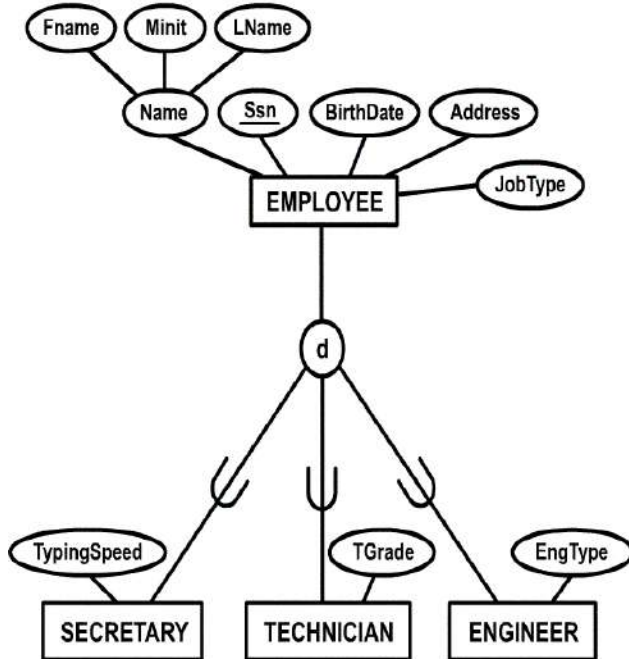 Fname Minit LName
Name Ssn BirthDate Address
JobType
EMPLOYEE
d
TypingSpeed TGrade EngType
SECRETARY TECHNICIAN ENGINEER